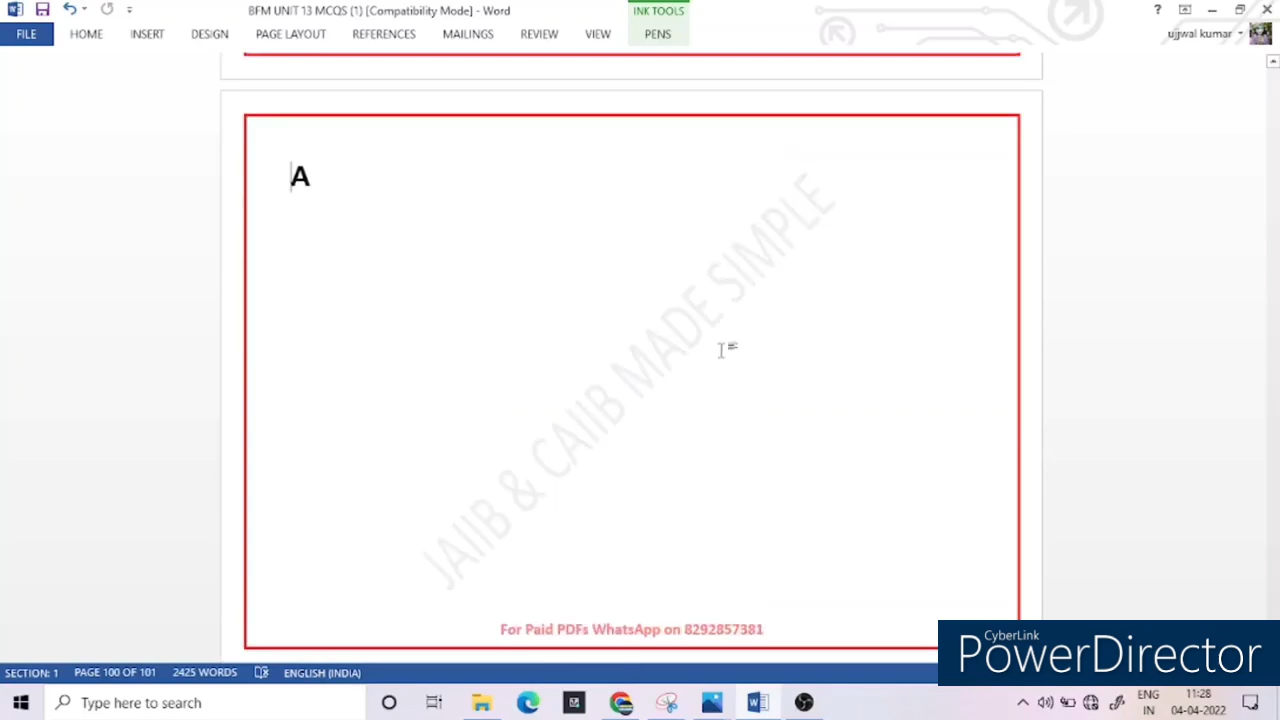 BFM UNIT 13 MCQS (1) [Compatibility Mode] - Word
INK TOOLS
?
FILE
HOME
INSERT
DESIGN
PAGE LAYOUT
REFERENCES
MAILINGS
REVIEW
VIEW
PENS
ujjwal kumar
A
JAIIB & CAIIB MADE SIMPLE
For Paid PDFs WhatsApp on 8292857381
CyberLink
PowerDirector
SECTION: 1
PAGE 100 OF 101
2425 WORDS
ENGLISH (INDIA)
Type here to search
ENG
IN
11:28
04-04-2022